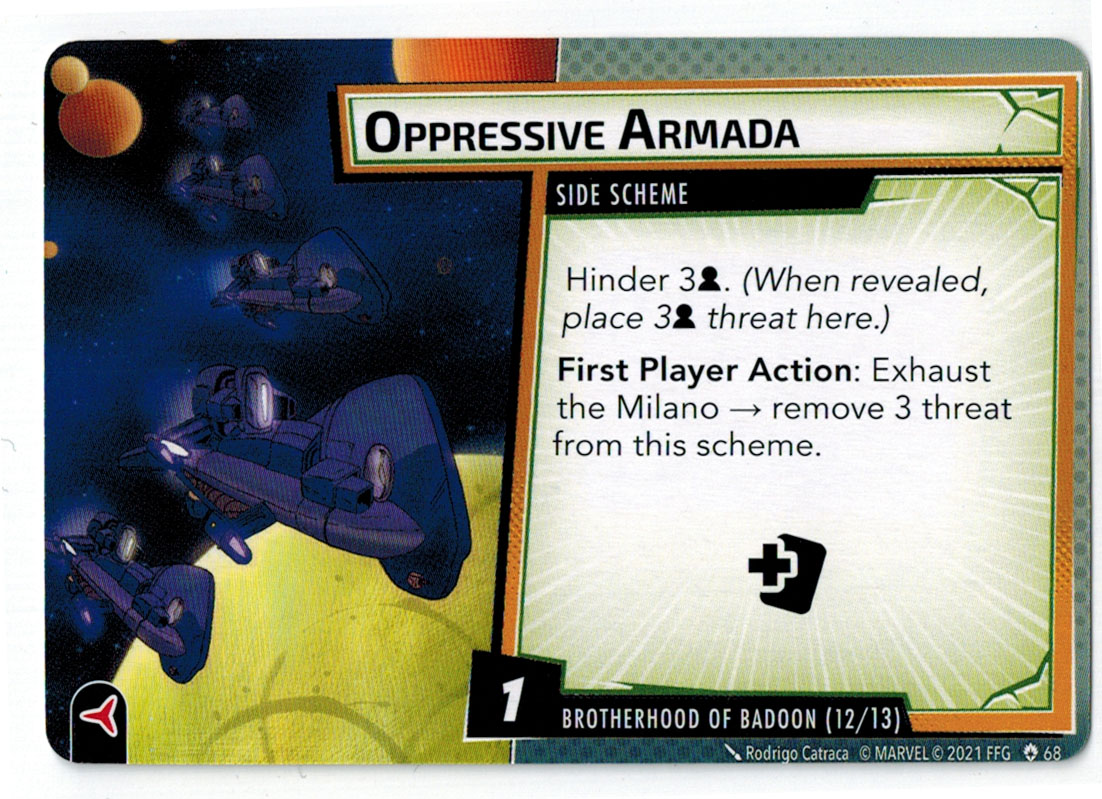 OPPRESSIVE ARMADA
SIDE SCHEME
Hinder 3. (When revealed,
place 3 threat here.)
First Player Action: Exhaust
the Milano → remove 3 threat
from this scheme.
1
BROTHERHOOD OF BADOON (12/13)
Rodrigo Catraca © MARVEL © 2021 FFG 68